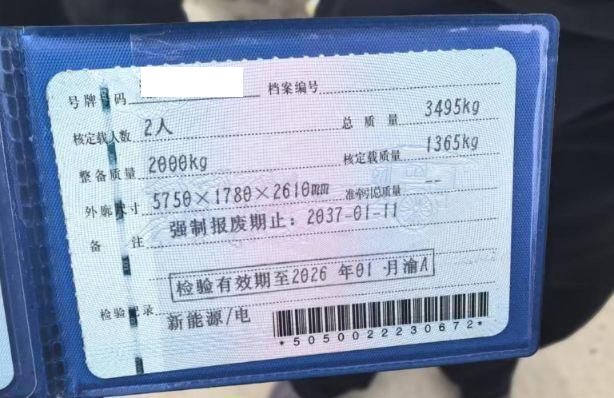 号牌号码 档案编号
核定载人数 2人 总质量 3495kg
整备质量 2000kg 核定载质量 1365kg
外廓尺寸 5750×1780×2610mm 准牵引总质量 --
备注 强制报废期止：2037-01-11
检验有效期至2026 年01 月渝A
检验记录 新能源/电
*5050022230672*